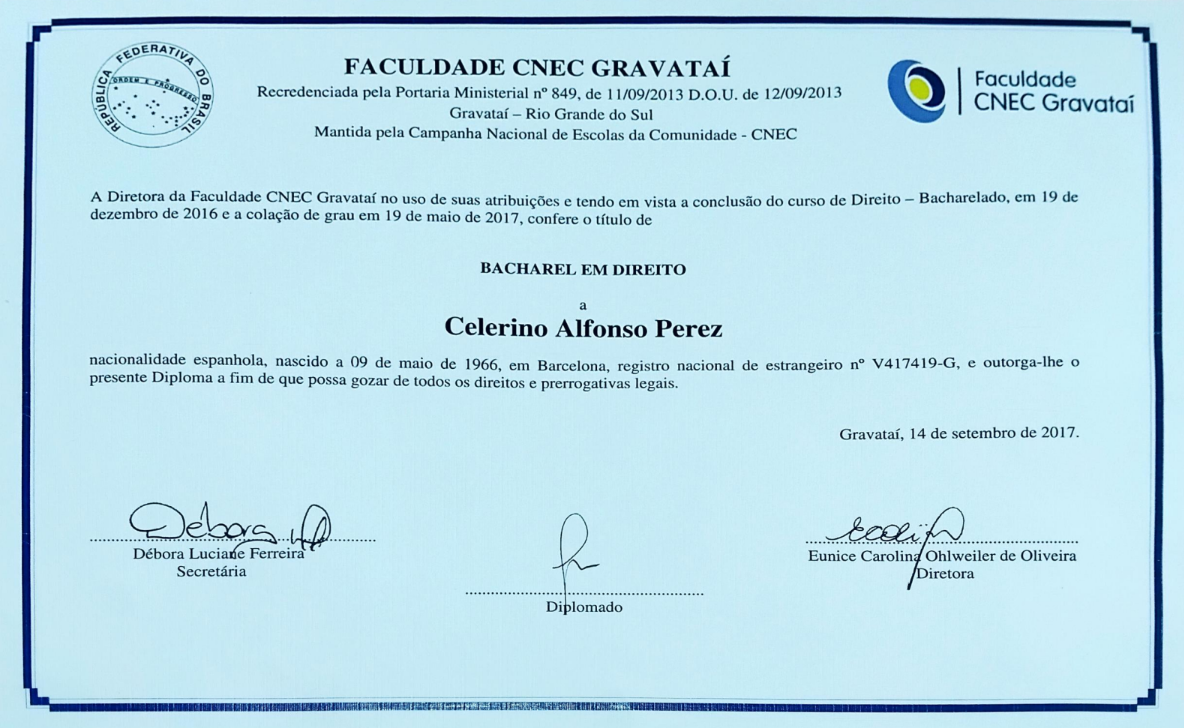 REPÚBLICA FEDERATIVA DO BRASIL
ORDEM E PROGRESSO
FACULDADE CNEC GRAVATAÍ
Recredenciada pela Portaria Ministerial nº 849, de 11/09/2013 D.O.U. de 12/09/2013
Gravataí – Rio Grande do Sul
Mantida pela Campanha Nacional de Escolas da Comunidade - CNEC
Faculdade
CNEC Gravataí
A Diretora da Faculdade CNEC Gravataí no uso de suas atribuições e tendo em vista a conclusão do curso de Direito – Bacharelado, em 19 de
dezembro de 2016 e a colação de grau em 19 de maio de 2017, confere o título de
BACHAREL EM DIREITO
a
Celerino Alfonso Perez
nacionalidade espanhola, nascido a 09 de maio de 1966, em Barcelona, registro nacional de estrangeiro nº V417419-G, e outorga-lhe o
presente Diploma a fim de que possa gozar de todos os direitos e prerrogativas legais.
Gravataí, 14 de setembro de 2017.
Débora
Débora Luciane Ferreira
Secretária
Diplomado
Eunice Carolina Ohlweiler de Oliveira
Diretora